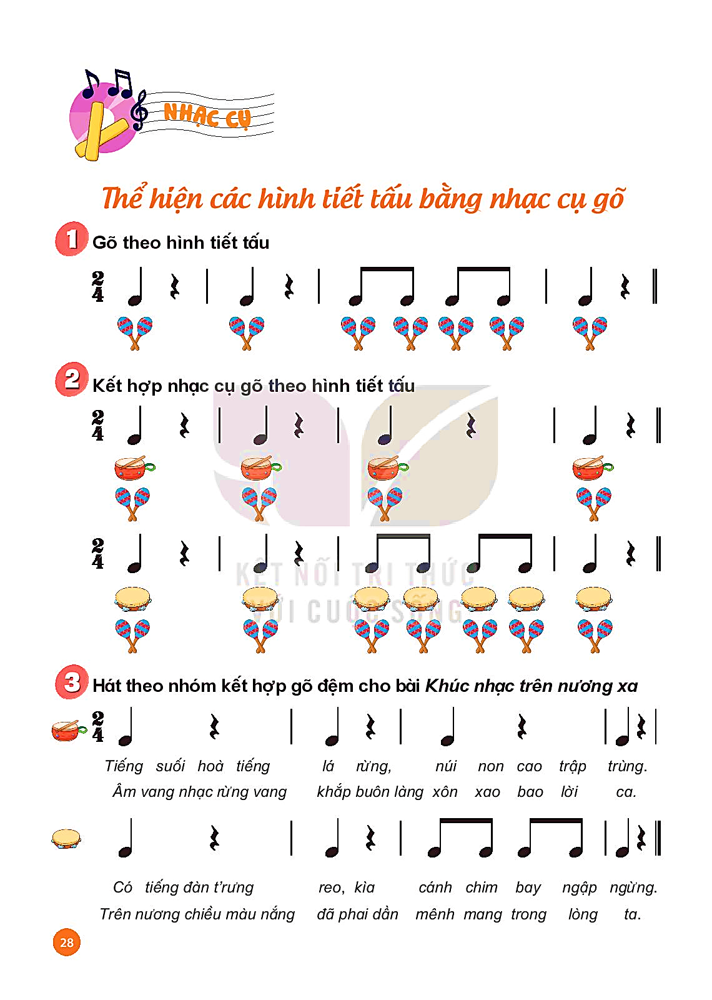 NHẠC CỤ
Thể hiện các hình tiết tấu bằng nhạc cụ gõ
1 Gõ theo hình tiết tấu
2
4
2 Kết hợp nhạc cụ gõ theo hình tiết tấu
2
4
2
4
KẾT NỐI TRI THỨC
VỚI CUỘC SỐNG
3 Hát theo nhóm kết hợp gõ đệm cho bài Khúc nhạc trên nương xa
2
4
Tiếng suối hoà tiếng lá rừng, núi non cao trập trùng.
Âm vang nhạc rừng vang khắp buôn làng xôn xao bao lời ca.
Có tiếng đàn t’rưng reo, kìa cánh chim bay ngập ngừng.
Trên nương chiều màu nắng đã phai dần mênh mang trong lòng ta.
28